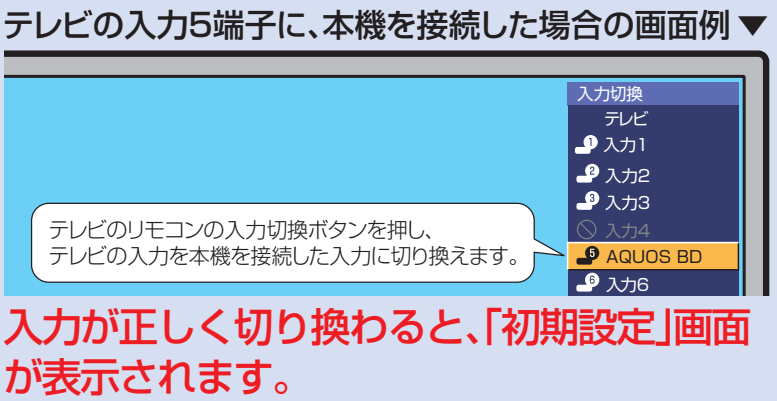 テレビの入力5端子に、本機を接続した場合の画面例▼
入力切換
テレビ
1 入力1
2 入力2
3 入力3
入力4
テレビのリモコンの入力切換ボタンを押し、
テレビの入力を本機を接続した入力に切り換えます。
5 AQUOS BD
6 入力6
入力が正しく切り換わると、「初期設定」画面
が表示されます。